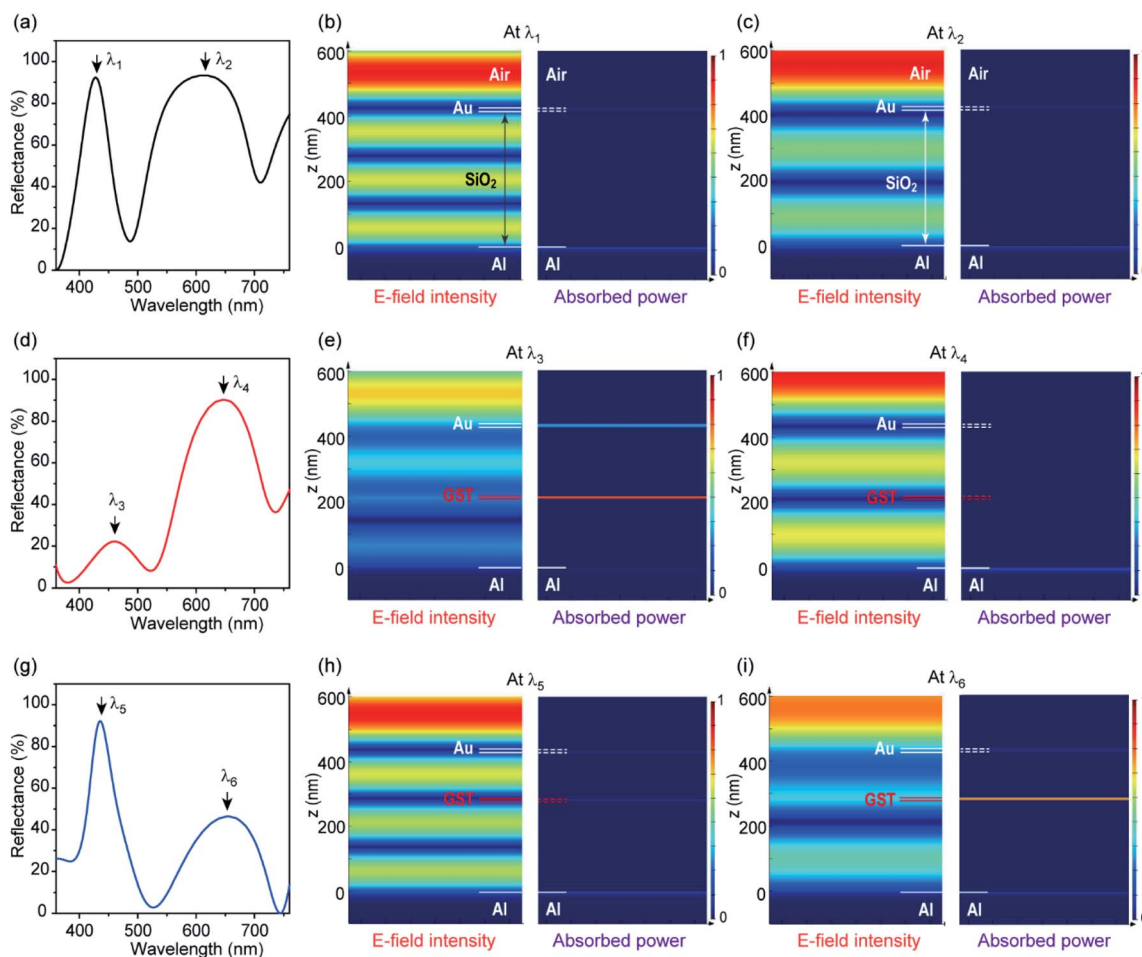 (a)
100
80
60
40
20
0
Reflectance (%)
400 500 600 700
Wavelength (nm)
λ1
λ2
(b)
At λ1
600
400
200
0
z (nm)
Air
Au
SiO2
Al
Air
Al
1
0
E-field intensity
Absorbed power
(c)
At λ2
600
400
200
0
z (nm)
Air
Au
SiO2
Al
Air
Al
1
0
E-field intensity
Absorbed power
(d)
100
80
60
40
20
0
Reflectance (%)
400 500 600 700
Wavelength (nm)
λ3
λ4
(e)
At λ3
600
400
200
0
z (nm)
Au
GST
Al
Al
1
0
E-field intensity
Absorbed power
(f)
At λ4
600
400
200
0
z (nm)
Au
GST
Al
Al
E-field intensity
Absorbed power
(g)
100
80
60
40
20
0
Reflectance (%)
400 500 600 700
Wavelength (nm)
λ5
λ6
(h)
At λ5
600
400
200
0
z (nm)
Au
GST
Al
Al
1
0
E-field intensity
Absorbed power
(i)
At λ6
600
400
200
0
z (nm)
Au
GST
Al
Al
E-field intensity
Absorbed power